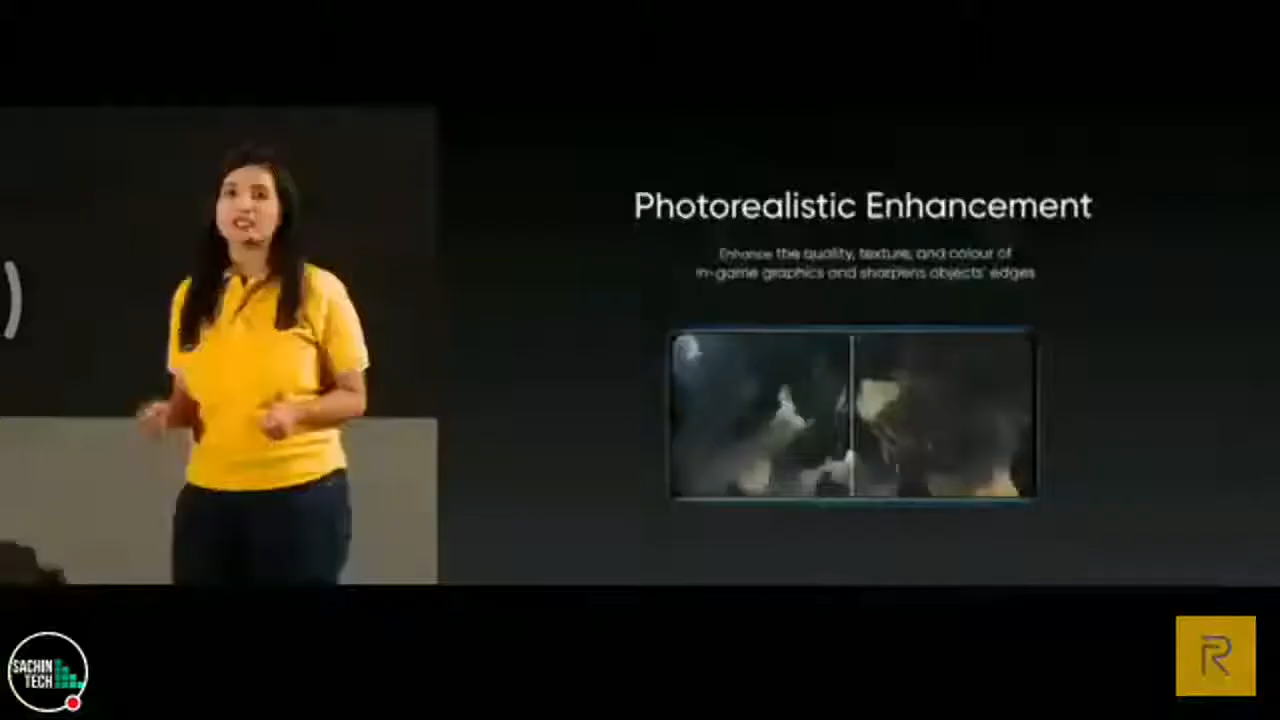 )
Photorealistic Enhancement
Enhance the quality, texture, and colour of
in-game graphics and sharpens objects' edges
SACHIN
TECH
R